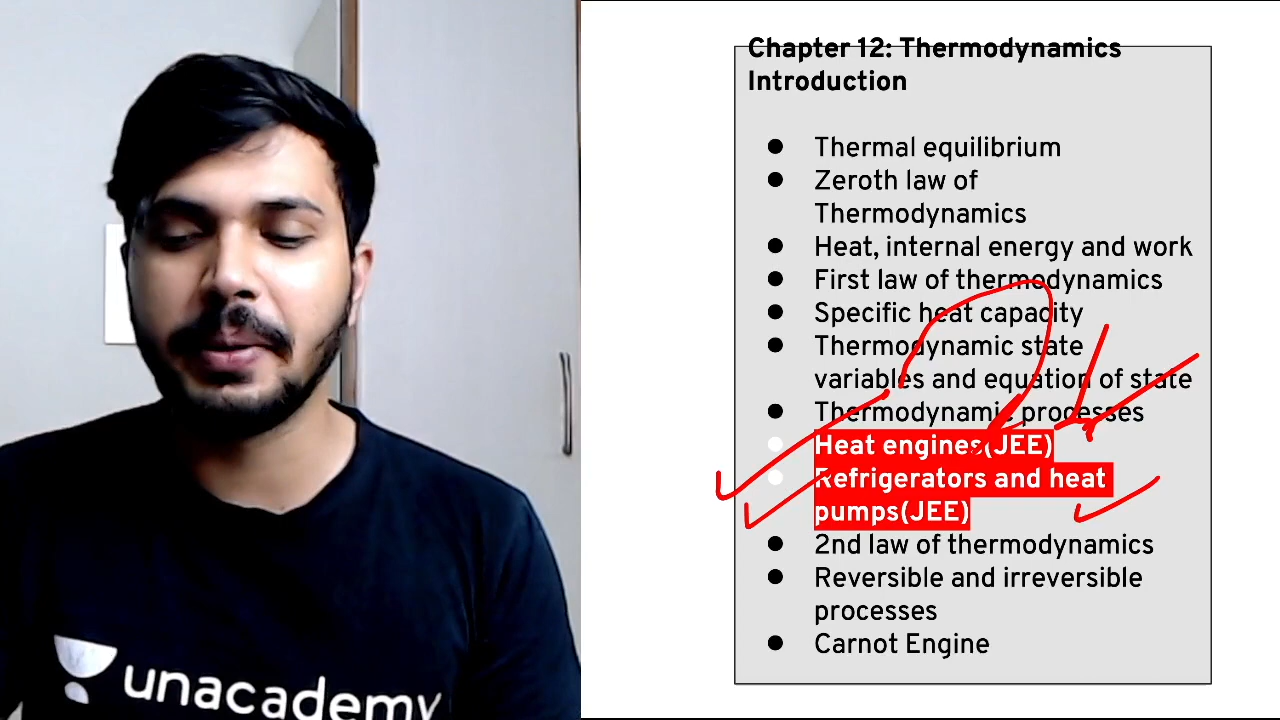 Chapter 12: Thermodynamics
Introduction
● Thermal equilibrium
● Zeroth law of
Thermodynamics
● Heat, internal energy and work
● First law of thermodynamics
● Specific heat capacity
● Thermodynamic state
variables and equation of state
● Thermodynamic processes
● Heat engines(JEE)
● Refrigerators and heat
pumps(JEE)
● 2nd law of thermodynamics
● Reversible and irreversible
processes
● Carnot Engine
unacademy